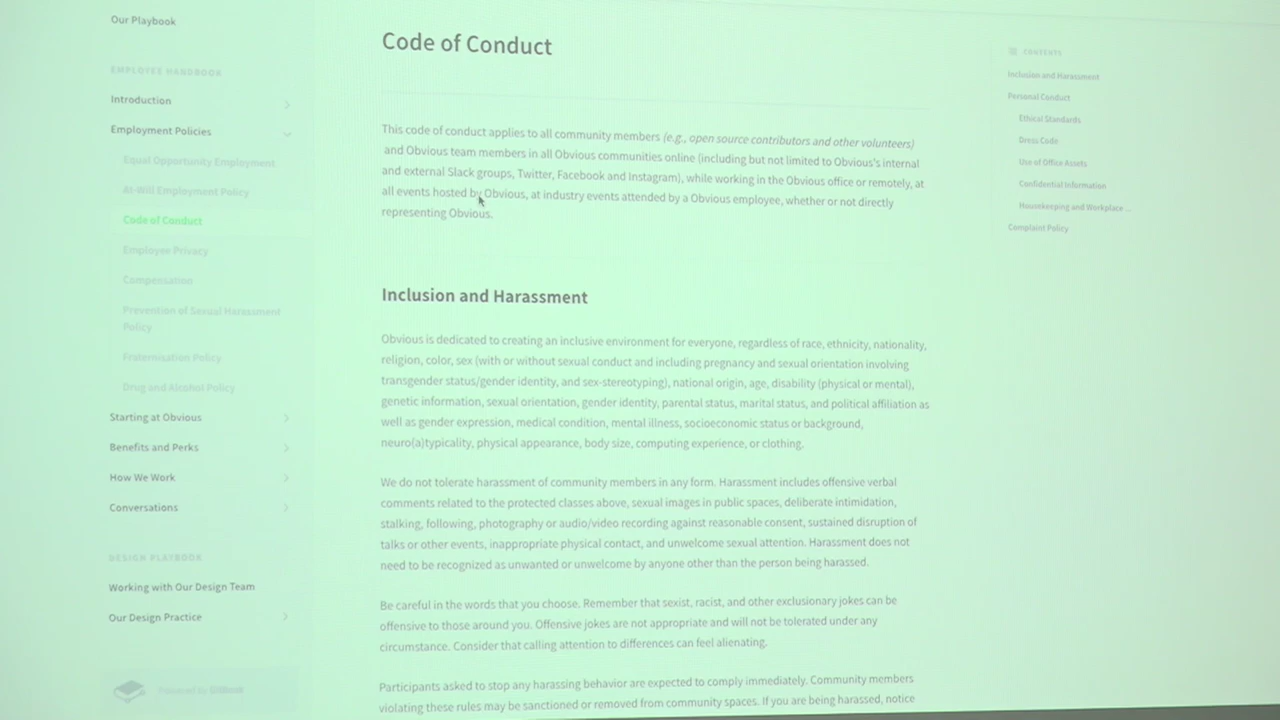 Our Playbook
EMPLOYEE HANDBOOK
Introduction
Employment Policies
Equal Opportunity Employment
At-Will Employment Policy
Code of Conduct
Employee Privacy
Compensation
Prevention of Sexual Harassment
Policy
Fraternisation Policy
Drug and Alcohol Policy
Starting at Obvious
Benefits and Perks
How We Work
Conversations
DESIGN PLAYBOOK
Working with Our Design Team
Our Design Practice
Powered by GitBook
Code of Conduct
This code of conduct applies to all community members (e.g., open source contributors and other volunteers)
and Obvious team members in all Obvious communities online (including but not limited to Obvious's internal
and external Slack groups, Twitter, Facebook and Instagram), while working in the Obvious office or remotely, at
all events hosted by Obvious, at industry events attended by a Obvious employee, whether or not directly
representing Obvious.
Inclusion and Harassment
Obvious is dedicated to creating an inclusive environment for everyone, regardless of race, ethnicity, nationality,
religion, color, sex (with or without sexual conduct and including pregnancy and sexual orientation involving
transgender status/gender identity, and sex-stereotyping), national origin, age, disability (physical or mental),
genetic information, sexual orientation, gender identity, parental status, marital status, and political affiliation as
well as gender expression, medical condition, mental illness, socioeconomic status or background,
neuro(a)typicality, physical appearance, body size, computing experience, or clothing.
We do not tolerate harassment of community members in any form. Harassment includes offensive verbal
comments related to the protected classes above, sexual images in public spaces, deliberate intimidation,
stalking, following, photography or audio/video recording against reasonable consent, sustained disruption of
talks or other events, inappropriate physical contact, and unwelcome sexual attention. Harassment does not
need to be recognized as unwanted or unwelcome by anyone other than the person being harassed.
Be careful in the words that you choose. Remember that sexist, racist, and other exclusionary jokes can be
offensive to those around you. Offensive jokes are not appropriate and will not be tolerated under any
circumstance. Consider that calling attention to differences can feel alienating.
Participants asked to stop any harassing behavior are expected to comply immediately. Community members
violating these rules may be sanctioned or removed from community spaces. If you are being harassed, notice
CONTENTS
Inclusion and Harassment
Personal Conduct
Ethical Standards
Dress Code
Use of Office Assets
Confidential Information
Housekeeping and Workplace ...
Complaint Policy